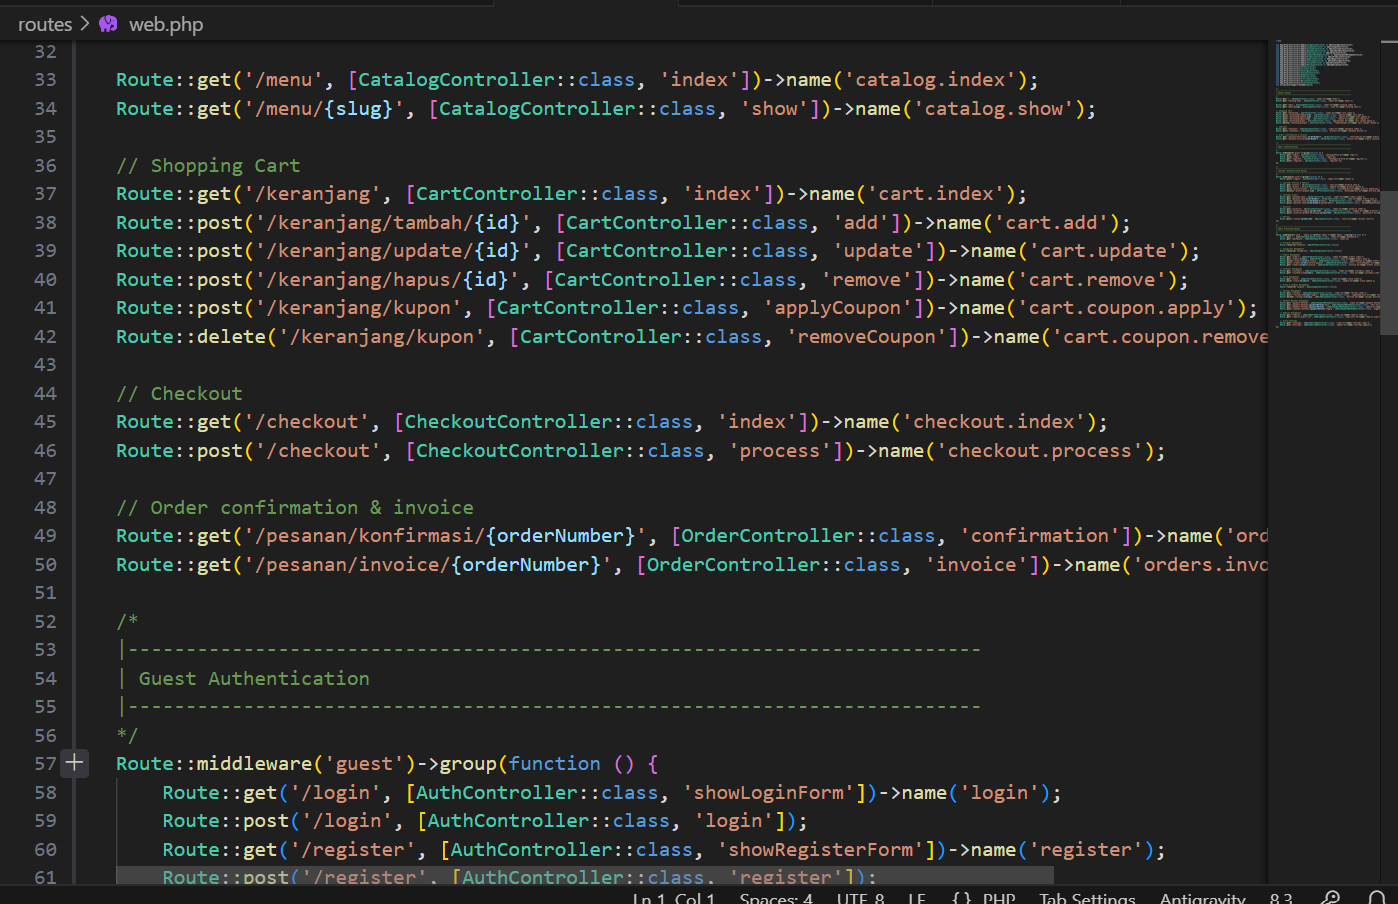 routes > web.php
32
33 Route::get('/menu', [CatalogController::class, 'index'])->name('catalog.index');
34 Route::get('/menu/{slug}', [CatalogController::class, 'show'])->name('catalog.show');
35
36 // Shopping Cart
37 Route::get('/keranjang', [CartController::class, 'index'])->name('cart.index');
38 Route::post('/keranjang/tambah/{id}', [CartController::class, 'add'])->name('cart.add');
39 Route::post('/keranjang/update/{id}', [CartController::class, 'update'])->name('cart.update');
40 Route::post('/keranjang/hapus/{id}', [CartController::class, 'remove'])->name('cart.remove');
41 Route::post('/keranjang/kupon', [CartController::class, 'applyCoupon'])->name('cart.coupon.apply');
42 Route::delete('/keranjang/kupon', [CartController::class, 'removeCoupon'])->name('cart.coupon.remove
43
44 // Checkout
45 Route::get('/checkout', [CheckoutController::class, 'index'])->name('checkout.index');
46 Route::post('/checkout', [CheckoutController::class, 'process'])->name('checkout.process');
47
48 // Order confirmation & invoice
49 Route::get('/pesanan/konfirmasi/{orderNumber}', [OrderController::class, 'confirmation'])->name('ord
50 Route::get('/pesanan/invoice/{orderNumber}', [OrderController::class, 'invoice'])->name('orders.invo
51
52 /*
53 |--------------------------------------------------------------------------
54 | Guest Authentication
55 |--------------------------------------------------------------------------
56 */
57 Route::middleware('guest')->group(function () {
58 Route::get('/login', [AuthController::class, 'showLoginForm'])->name('login');
59 Route::post('/login', [AuthController::class, 'login']);
60 Route::get('/register', [AuthController::class, 'showRegisterForm'])->name('register');
61 Route::post('/register', [AuthController::class, 'register']);
Ln 1, Col 1 Spaces: 4 UTF-8 LF {} PHP Tab Settings Antigravity 8.3